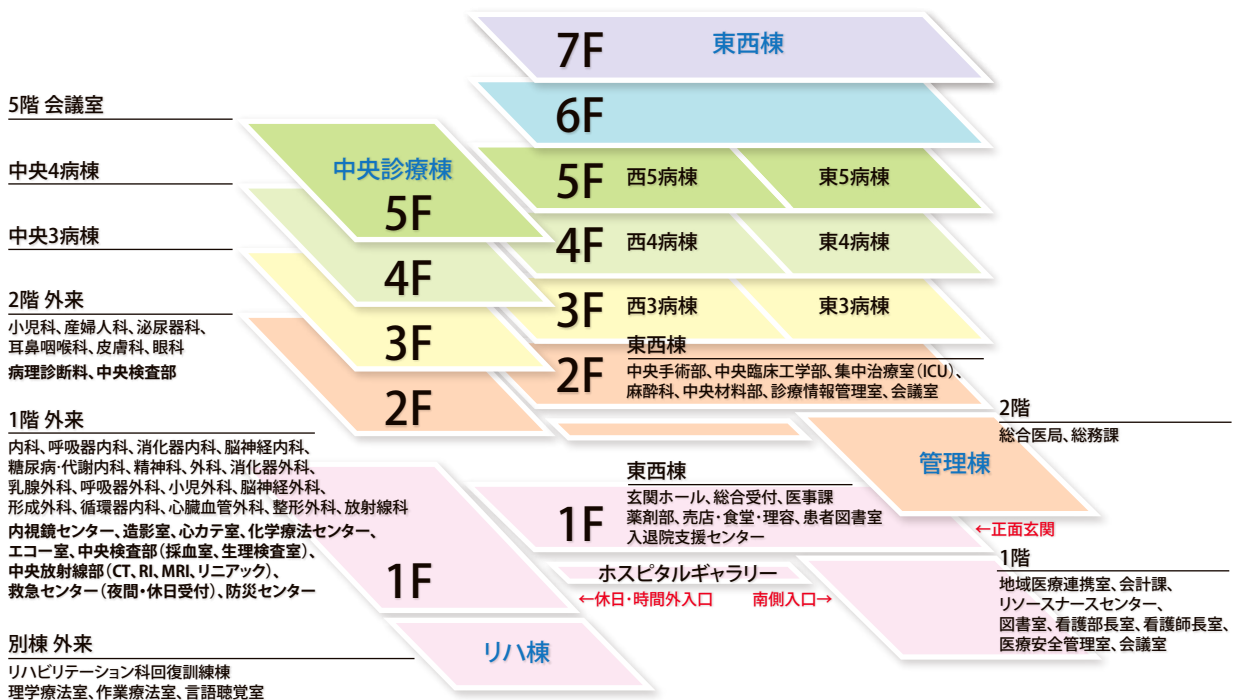 7F 東西棟
6F
5F 西5病棟 東5病棟
4F 西4病棟 東4病棟
3F 西3病棟 東3病棟
2F
東西棟
中央手術部、中央臨床工学部、集中治療室(ICU)、
麻酔科、中央材料部、診療情報管理室、会議室
5階 会議室
中央4病棟
中央3病棟
2階 外来
小児科、産婦人科、泌尿器科、
耳鼻咽喉科、皮膚科、眼科
病理診断科、中央検査部
1階 外来
内科、呼吸器内科、消化器内科、脳神経内科、
糖尿病・代謝内科、精神科、外科、消化器外科、
乳腺外科、呼吸器外科、小児外科、脳神経外科、
形成外科、循環器内科、心臓血管外科、整形外科、放射線科
内視鏡センター、造影室、心カテ室、化学療法センター、
エコー室、中央検査部(採血室、生理検査室)、
中央放射線部(CT、RI、MRI、リニアック)、
救急センター(夜間・休日受付)、防災センター
別棟 外来
リハビリテーション科回復訓練棟
理学療法室、作業療法室、言語聴覚室
中央診療棟
5F
4F
3F
2F
1F
リハ棟
東西棟
1F
玄関ホール、総合受付、医事課
薬剤部、売店・食堂・理容、患者図書室
入退院支援センター
ホスピタルギャラリー
←休日・時間外入口 南側入口→
管理棟
2階
総合医局、総務課
←正面玄関
1階
地域医療連携室、会計課、
リソースナースセンター、
図書室、看護部長室、看護師長室、
医療安全管理室、会議室